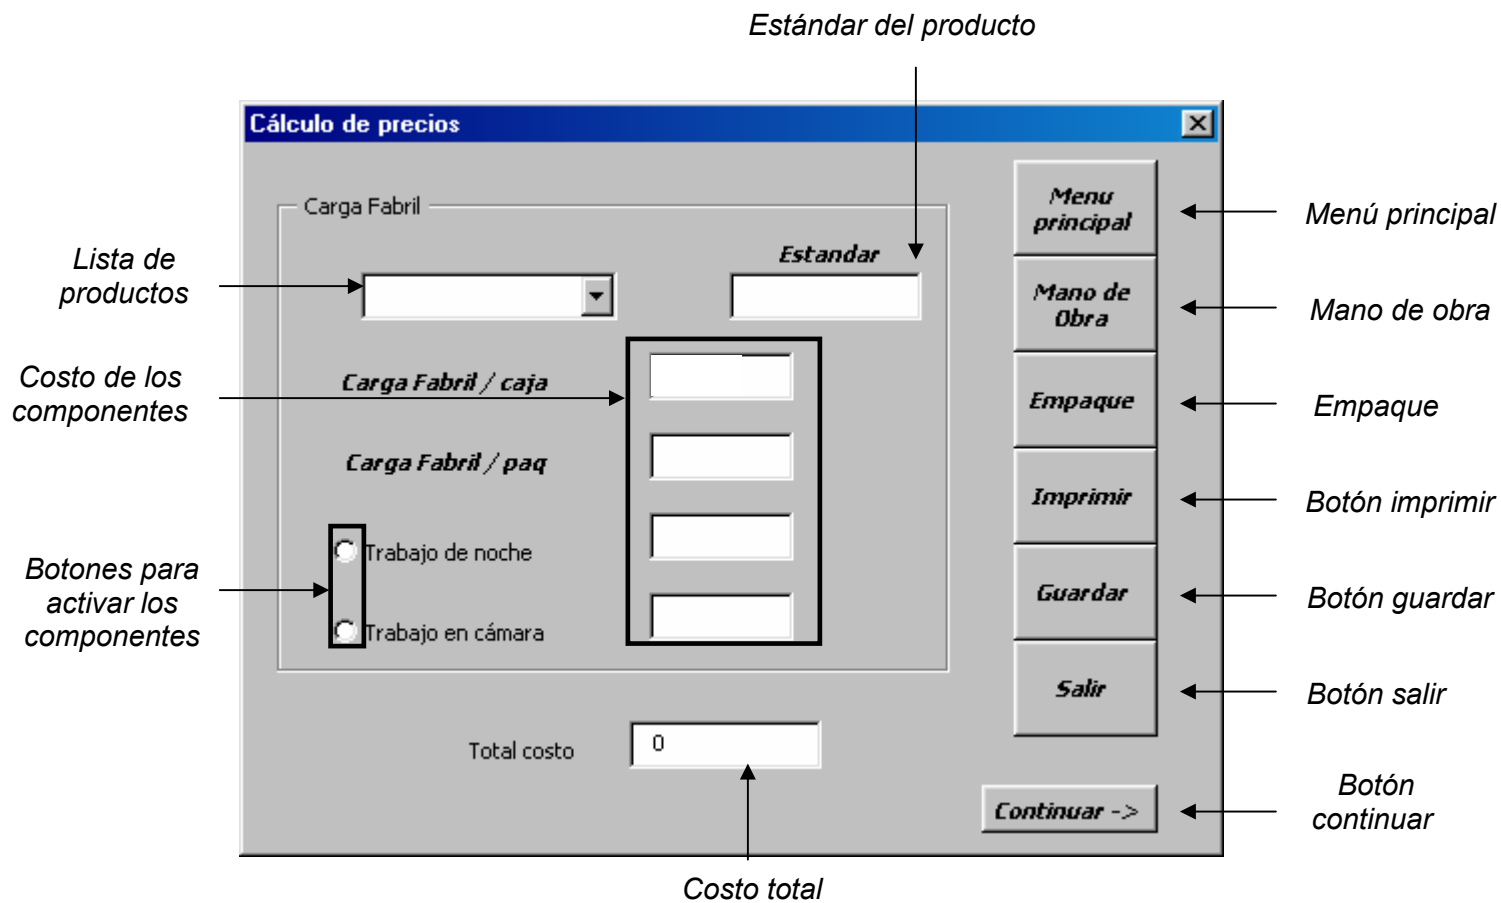 Estándar del producto
Cálculo de precios
Menu
principal
Menú principal
Carga Fabril
Lista de
productos
Estandar
Mano de
Obra
Mano de obra
Costo de los
componentes
Carga Fabril / caja
Empaque
Empaque
Carga Fabril / paq
Imprimir
Botón imprimir
Botones para
activar los
componentes
Trabajo de noche
Trabajo en cámara
Guardar
Botón guardar
Salir
Botón salir
Total costo
0
Continuar ->
Botón
continuar
Costo total